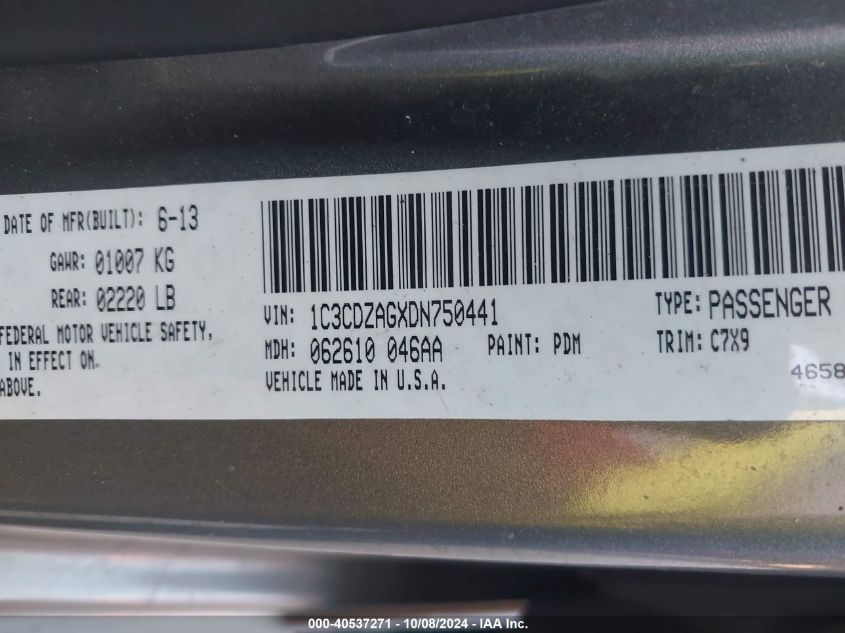 DATE OF MFR(BUILT): 6-13
GAWR: 01007 KG
REAR: 02220 LB
FEDERAL MOTOR VEHICLE SAFETY,
IN EFFECT ON
ABOVE.
VIN: 1C3CDZAGXDN750441
TYPE: PASSENGER
MDH: 062610 046AA
PAINT: PDM
TRIM: C7X9
VEHICLE MADE IN U.S.A.
4658
000-40537271 - 10/08/2024 - IAA Inc.